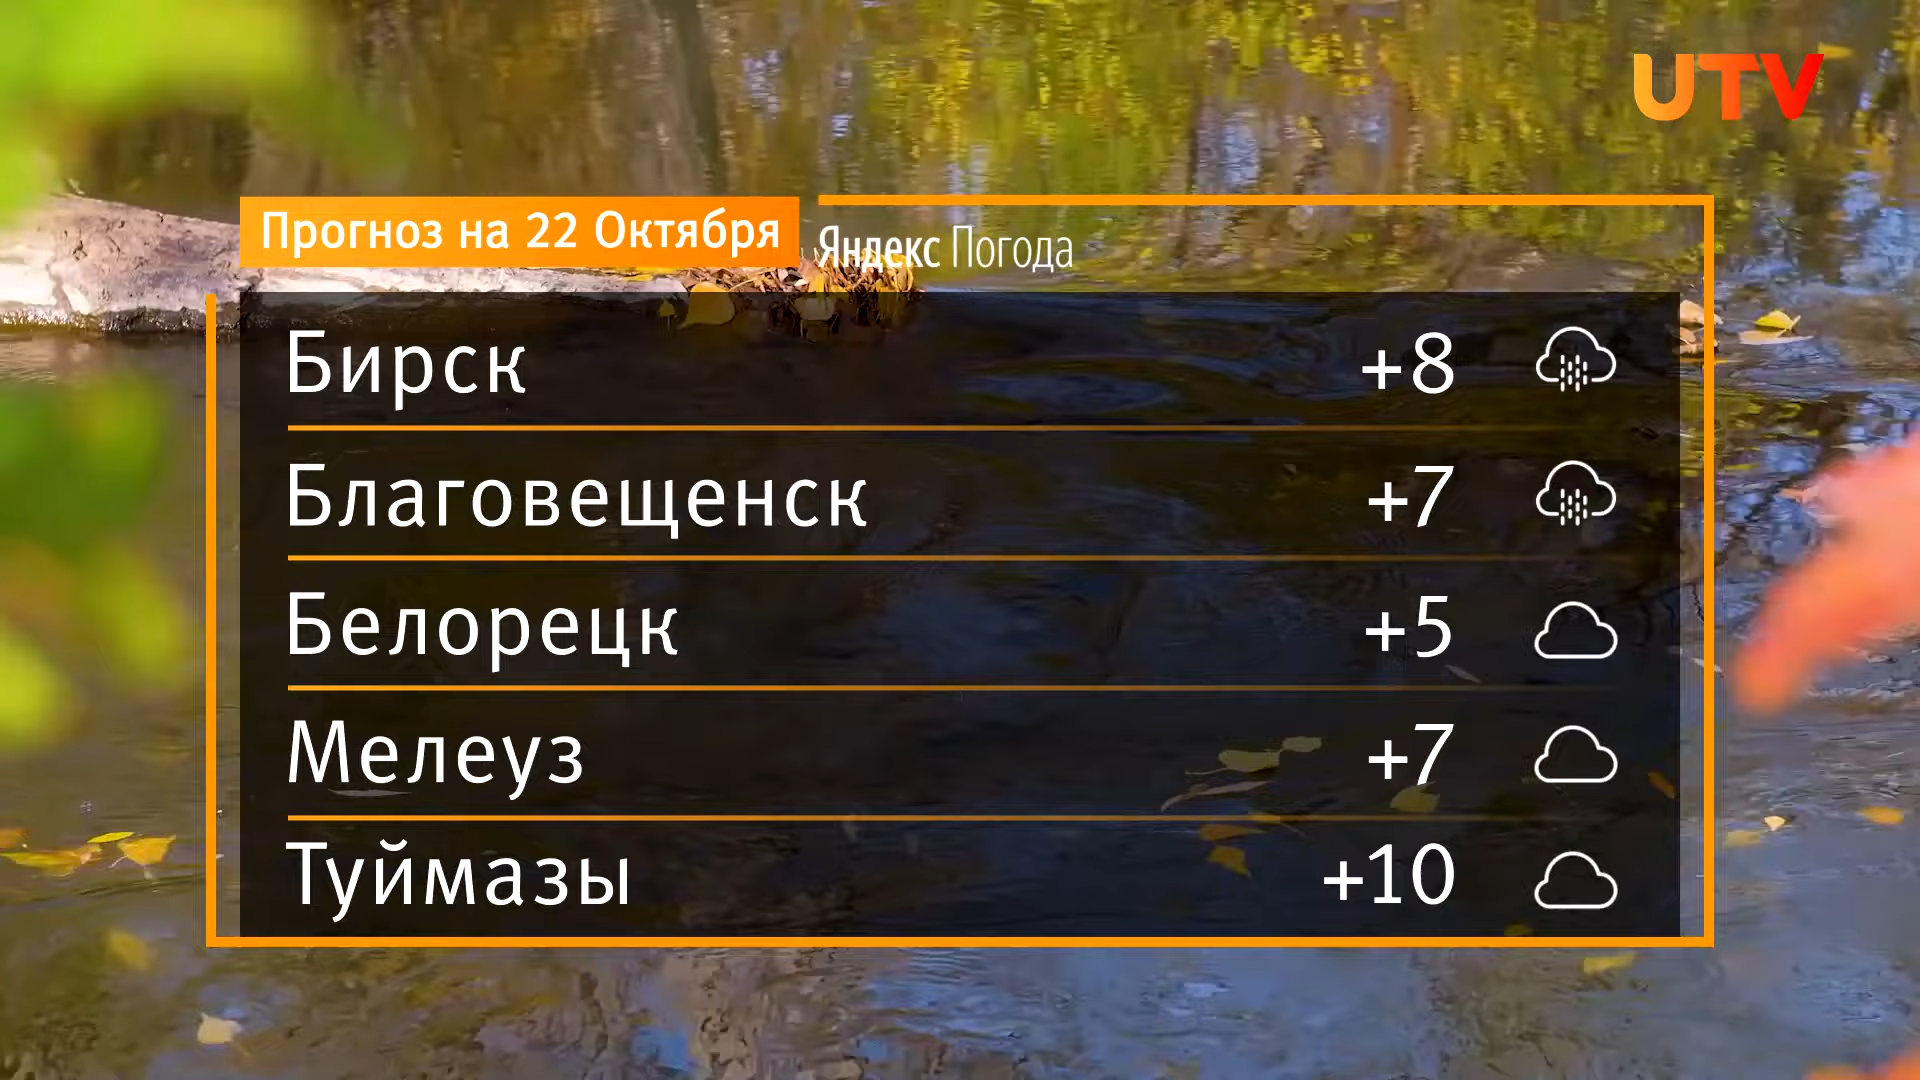 UTV
Прогноз на 22 Октября
Яндекс Погода
Бирск +8
Благовещенск +7
Белорецк +5
Мелеуз +7
Туймазы +10